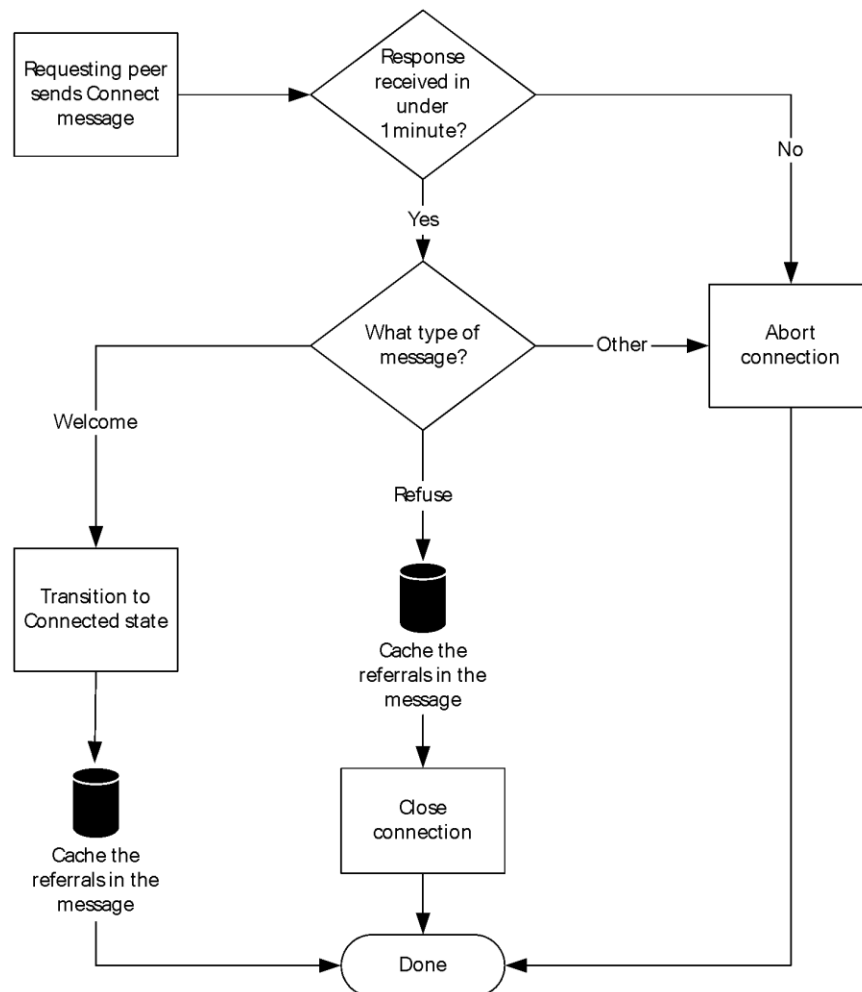 Requesting peer
sends Connect
message
Response
received in
under
1 minute?
No
Yes
What type of
message?
Other
Abort
connection
Welcome
Refuse
Transition to
Connected state
Cache the
referrals in the
message
Close
connection
Cache the
referrals in the
message
Done